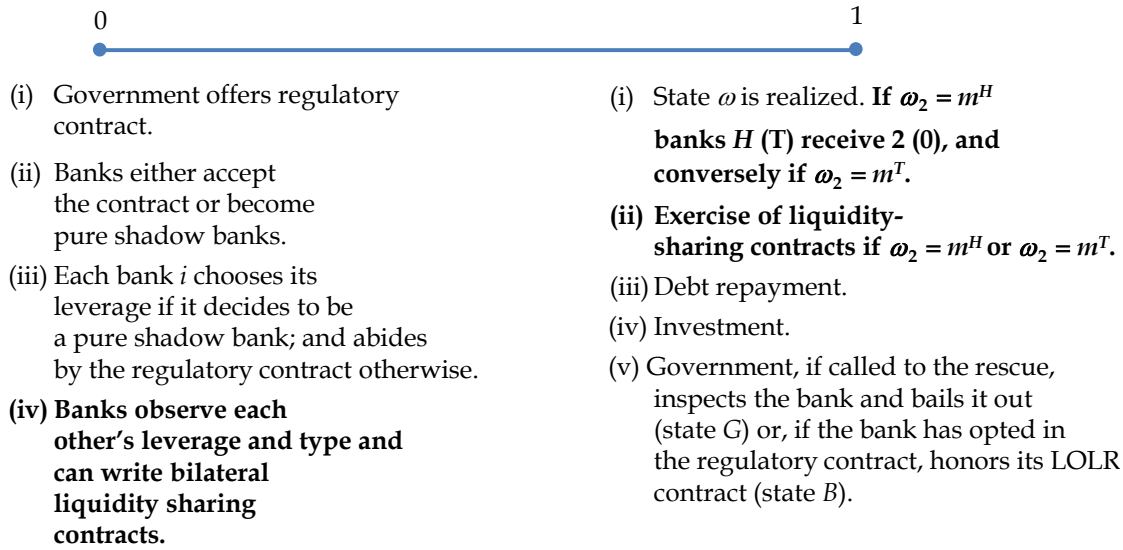 0
1
(i) Government offers regulatory
contract.
(ii) Banks either accept
the contract or become
pure shadow banks.
(iii) Each bank i chooses its
leverage if it decides to be
a pure shadow bank; and abides
by the regulatory contract otherwise.
(iv) Banks observe each
other's leverage and type and
can write bilateral
liquidity sharing
contracts.
(i) State ω is realized. If ω₂ = mᴴ
banks H (T) receive 2 (0), and
conversely if ω₂ = mᵀ.
(ii) Exercise of liquidity-
sharing contracts if ω₂ = mᴴ or ω₂ = mᵀ.
(iii) Debt repayment.
(iv) Investment.
(v) Government, if called to the rescue,
inspects the bank and bails it out
(state G) or, if the bank has opted in
the regulatory contract, honors its LOLR
contract (state B).